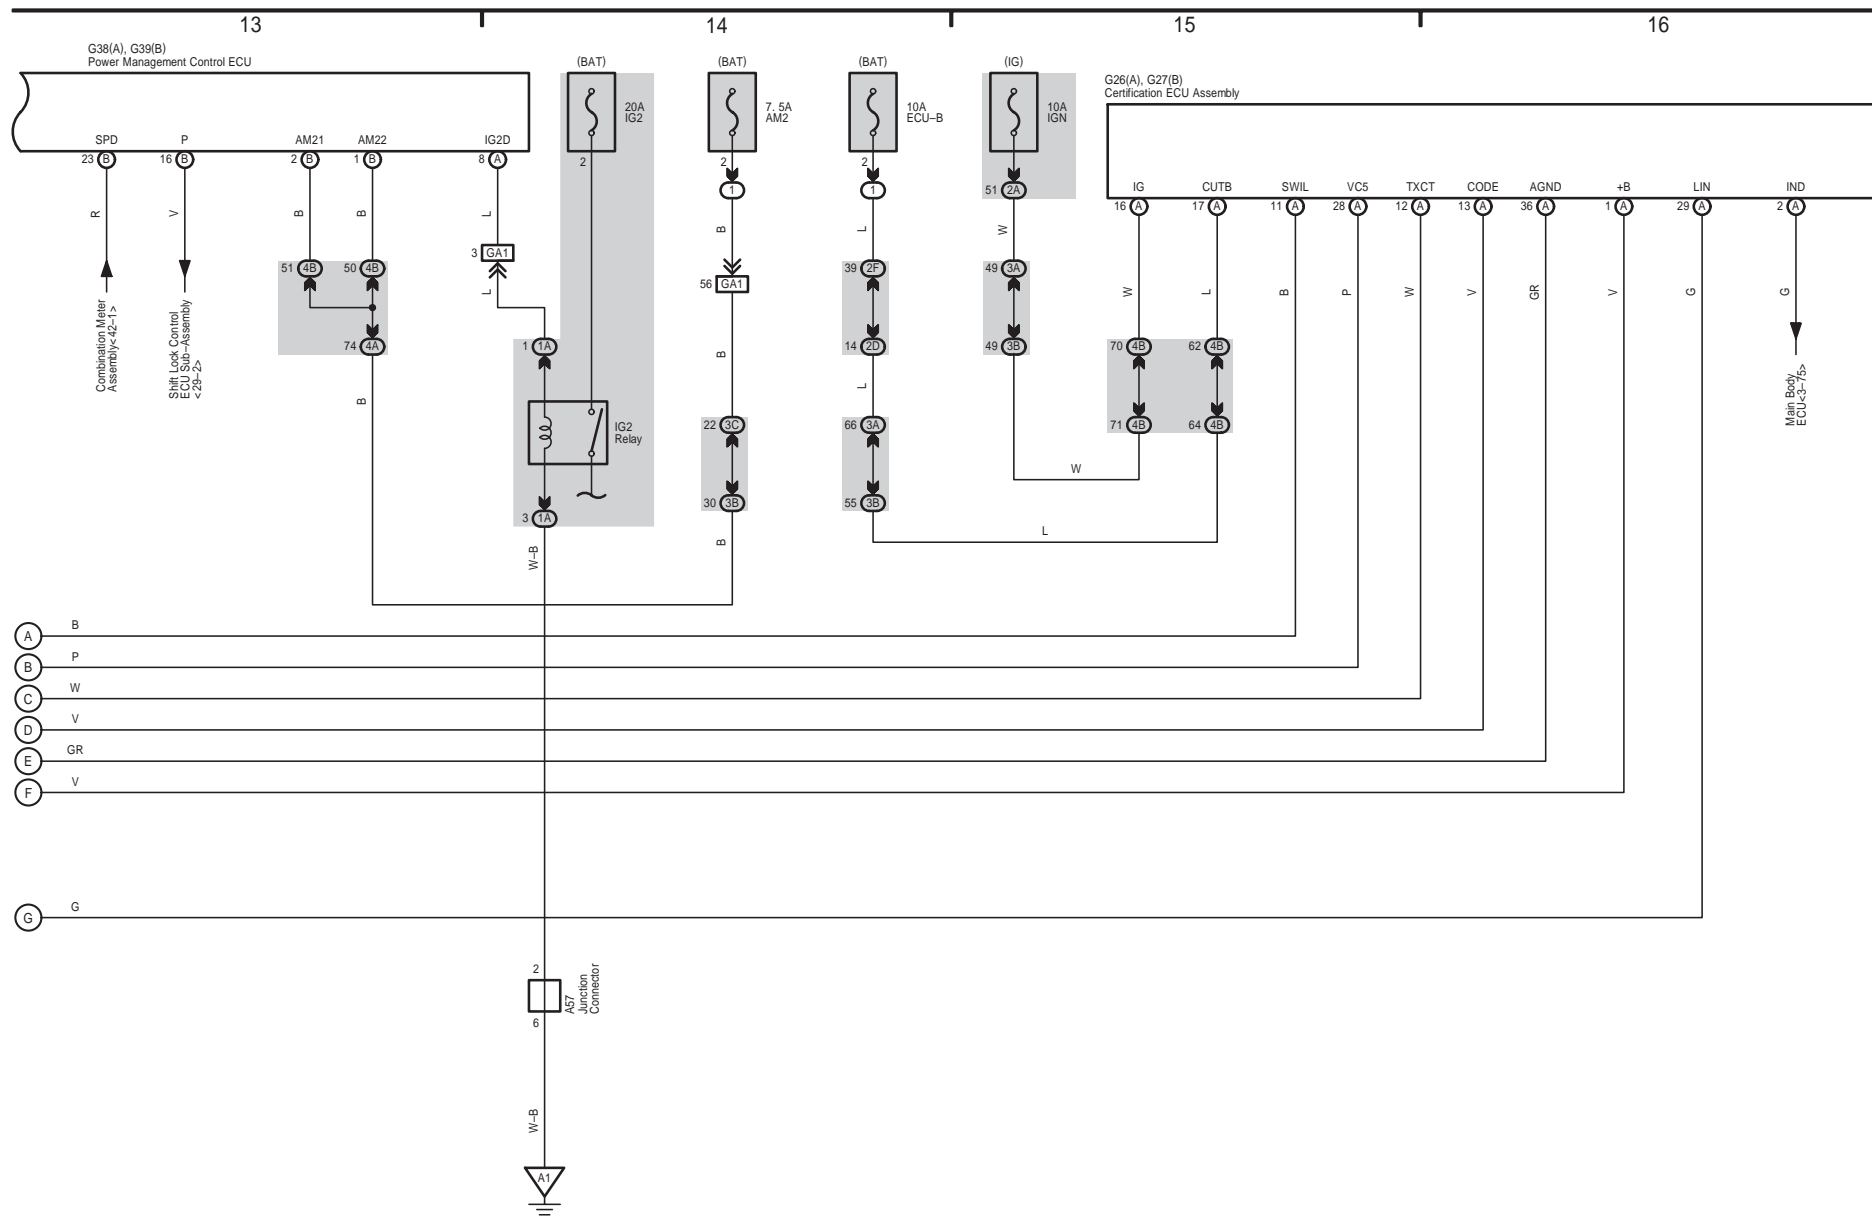 13
14
15
16
G38(A), G39(B)
Power Management Control ECU
SPD
P
AM21
AM22
IG2D
23 B
16 B
2 B
1 B
8 A
(BAT)
20A
IG2
2
(BAT)
7. 5A
AM2
2
1
(BAT)
10A
ECU–B
2
1
(IG)
10A
IGN
51 2A
G26(A), G27(B)
Certification ECU Assembly
IG
CUTB
SWIL
VC5
TXCT
CODE
AGND
+B
LIN
IND
16 A
17 A
11 A
28 A
12 A
13 A
36 A
1 A
29 A
2 A
R
V
B
B
L
B
L
W
3 GA1
51 4B
50 4B
L
56 GA1
39 2F
49 3A
W
L
B
P
W
V
GR
V
G
G
Combination Meter
Assembly<42–1>
Shift Lock Control
ECU Sub–Assembly
<29–2>
74 4A
1 1A
B
14 2D
49 3B
70 4B
62 4B
Main Body
ECU<3–75>
B
L
IG2
Relay
22 3C
66 3A
71 4B
64 4B
W
30 3B
55 3B
3 1A
W–B
B
L
A
B
B
P
C
W
D
V
E
GR
F
V
G
G
2
A57
Junction
Connector
6
W–B
A1